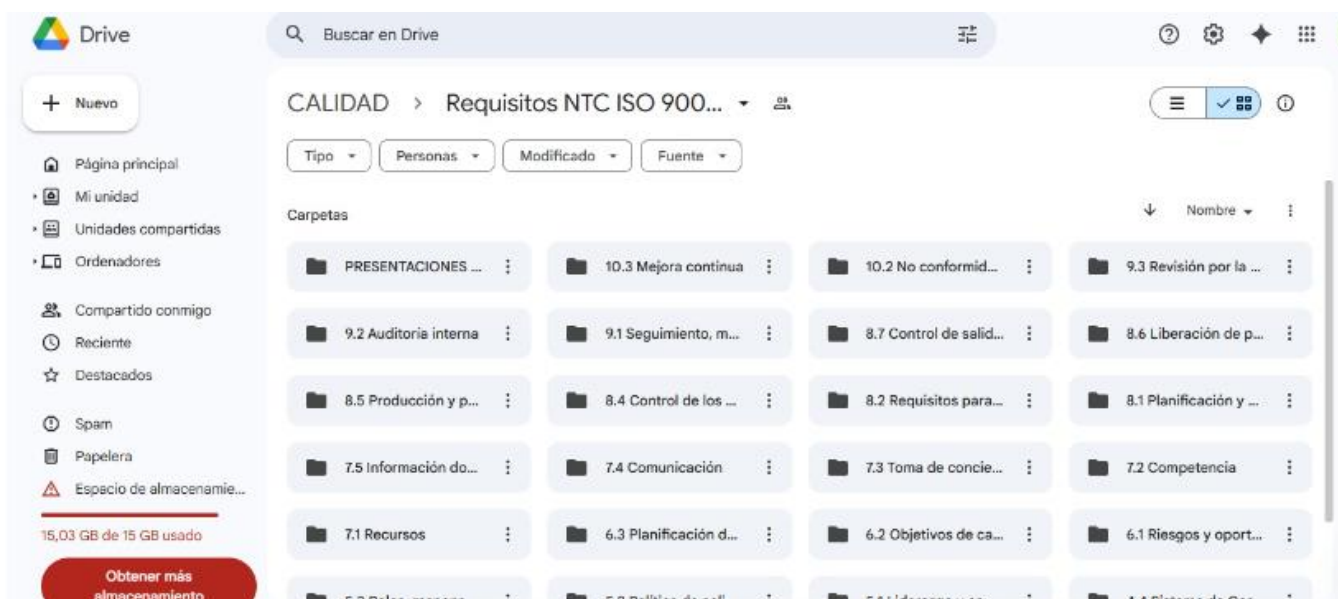 Drive
Buscar en Drive
Nuevo
CALIDAD > Requisitos NTC ISO 900...
Tipo Personas Modificado Fuente
Página principal
Mi unidad
Unidades compartidas
Ordenadores
Compartido conmigo
Reciente
Destacados
Spam
Papelera
Espacio de almacenamie...
15,03 GB de 15 GB usado
Obtener más
almacenamiento
Carpetas Nombre
PRESENTACIONES ... 10.3 Mejora continua 10.2 No conformid... 9.3 Revisión por la ...
9.2 Auditoria interna 9.1 Seguimiento, m... 8.7 Control de salid... 8.6 Liberación de p...
8.5 Producción y p... 8.4 Control de los ... 8.2 Requisitos para... 8.1 Planificación y ...
7.5 Información do... 7.4 Comunicación 7.3 Toma de concie... 7.2 Competencia
7.1 Recursos 6.3 Planificación d... 6.2 Objetivos de ca... 6.1 Riesgos y oport...